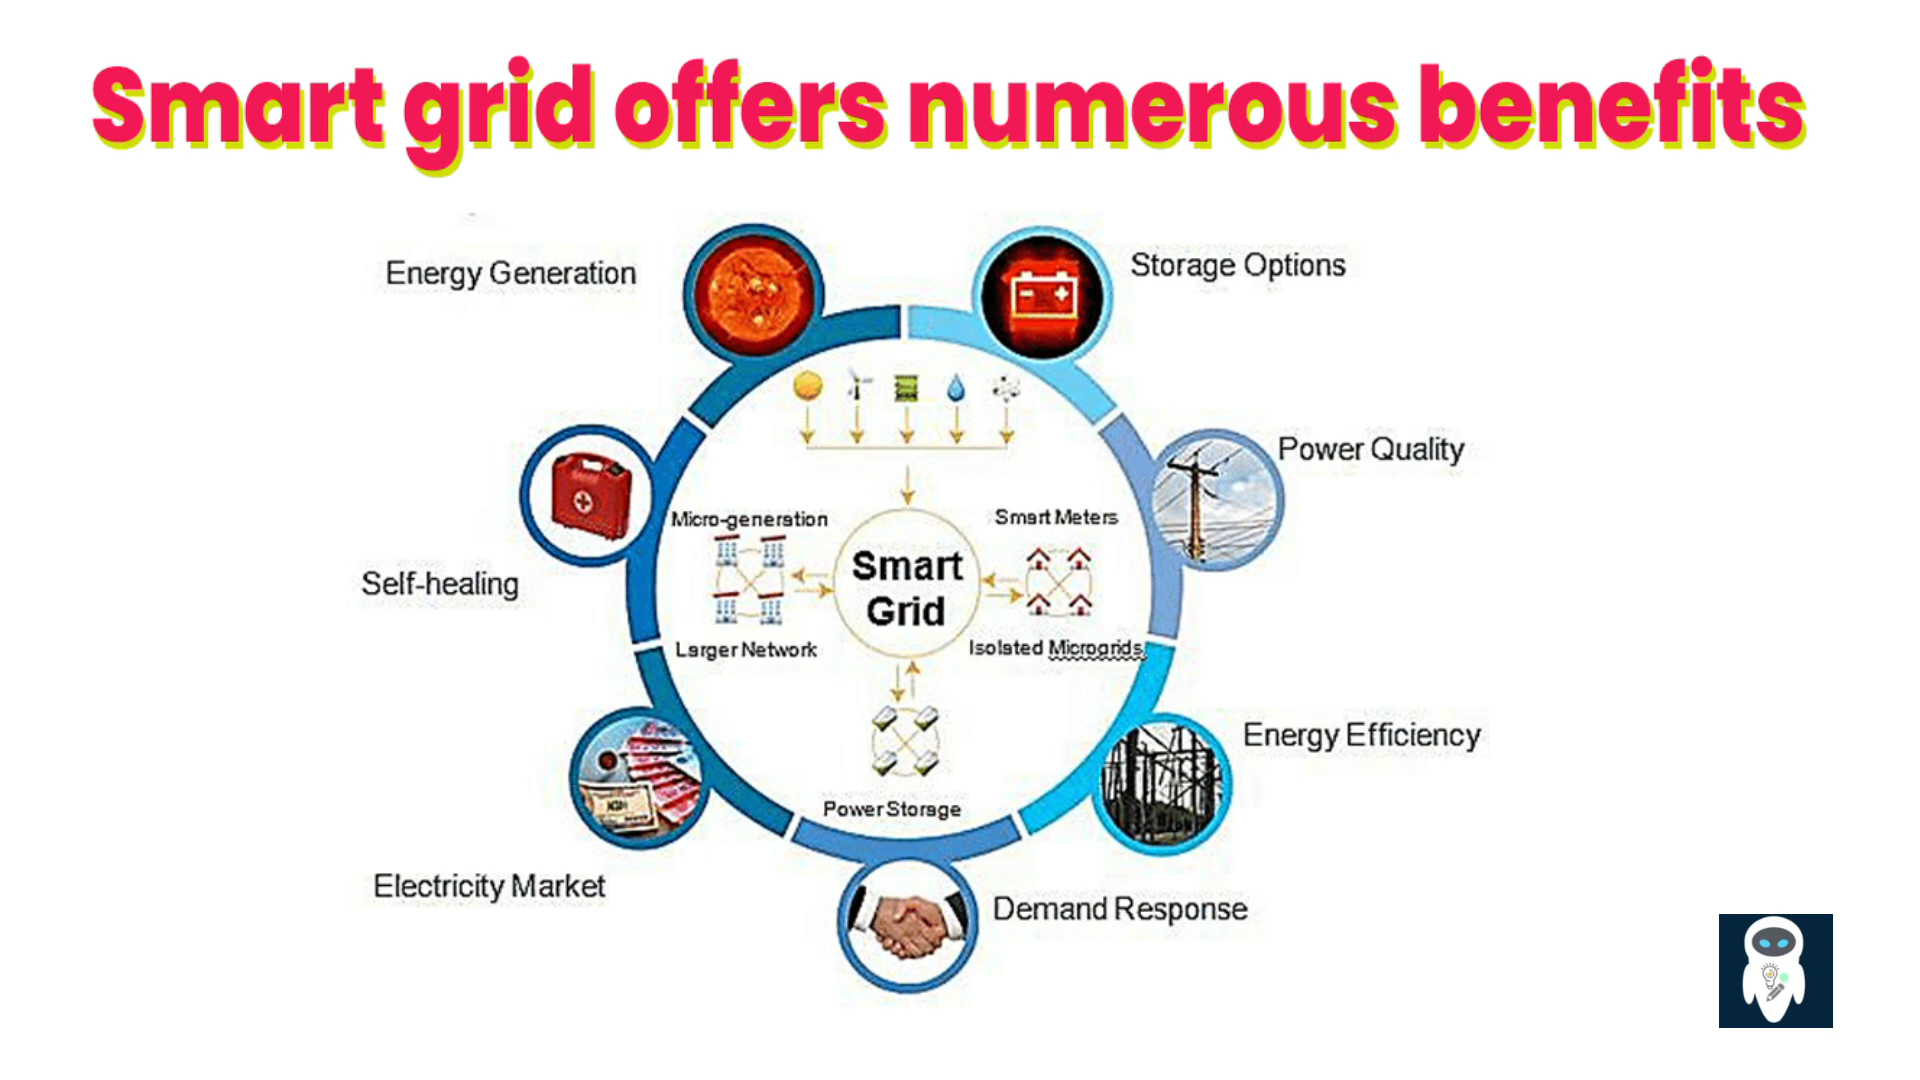 Smart grid offers numerous benefits
Energy Generation
Storage Options
Power Quality
Micro-generation
Smart Meters
Smart
Grid
Self-healing
Larger Network
Isolated Microgrids
Energy Efficiency
Power Storage
Electricity Market
Demand Response